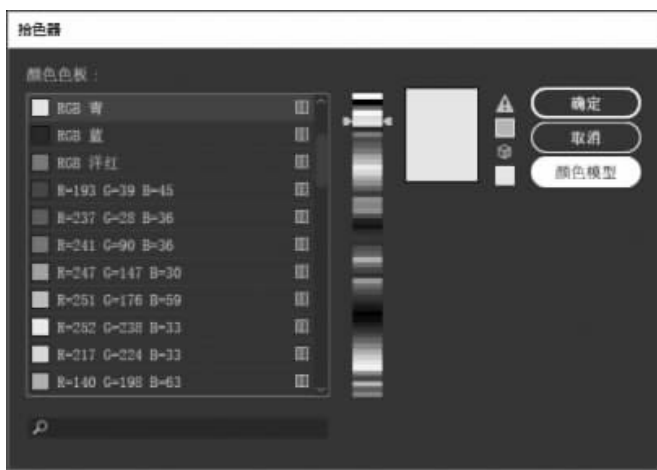 拾色器
颜色色板：
RGB 青
RGB 蓝
RGB 洋红
R=193 G=39 B=45
R=237 G=28 B=36
R=241 G=90 B=36
R=247 G=147 B=30
R=251 G=176 B=59
R=252 G=238 B=33
R=217 G=224 B=33
R=140 G=198 B=63
确定
取消
颜色模型